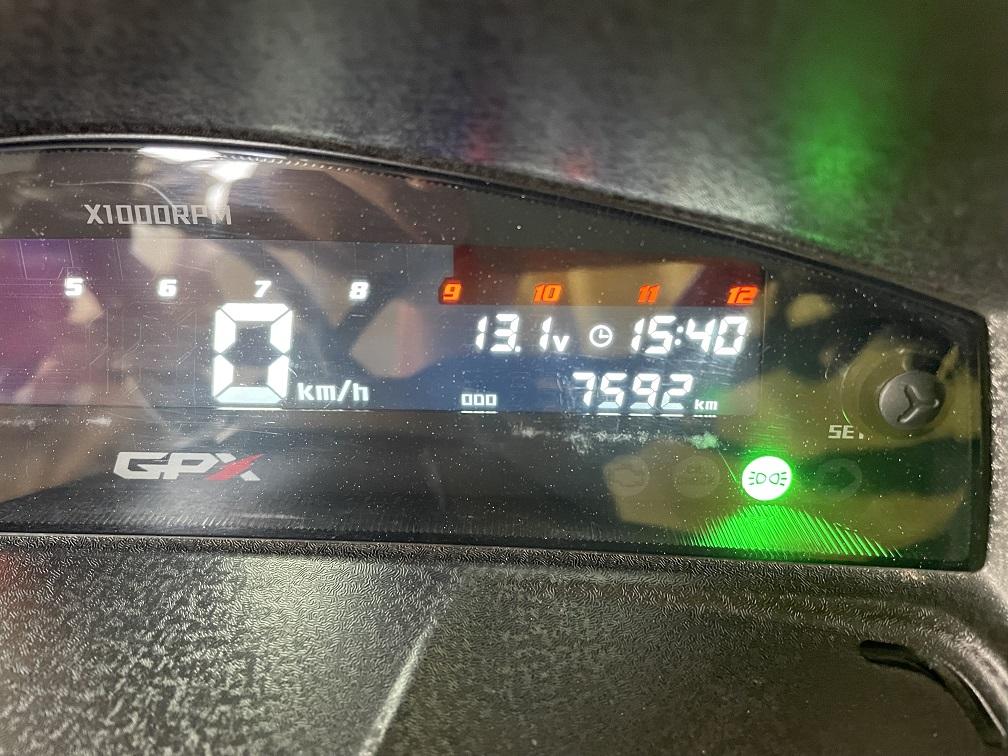 X1000RPM
5 6 7 8 9 10 11 12
13.1v 15:40
0 km/h
ODO 7592 km
SET
GPX